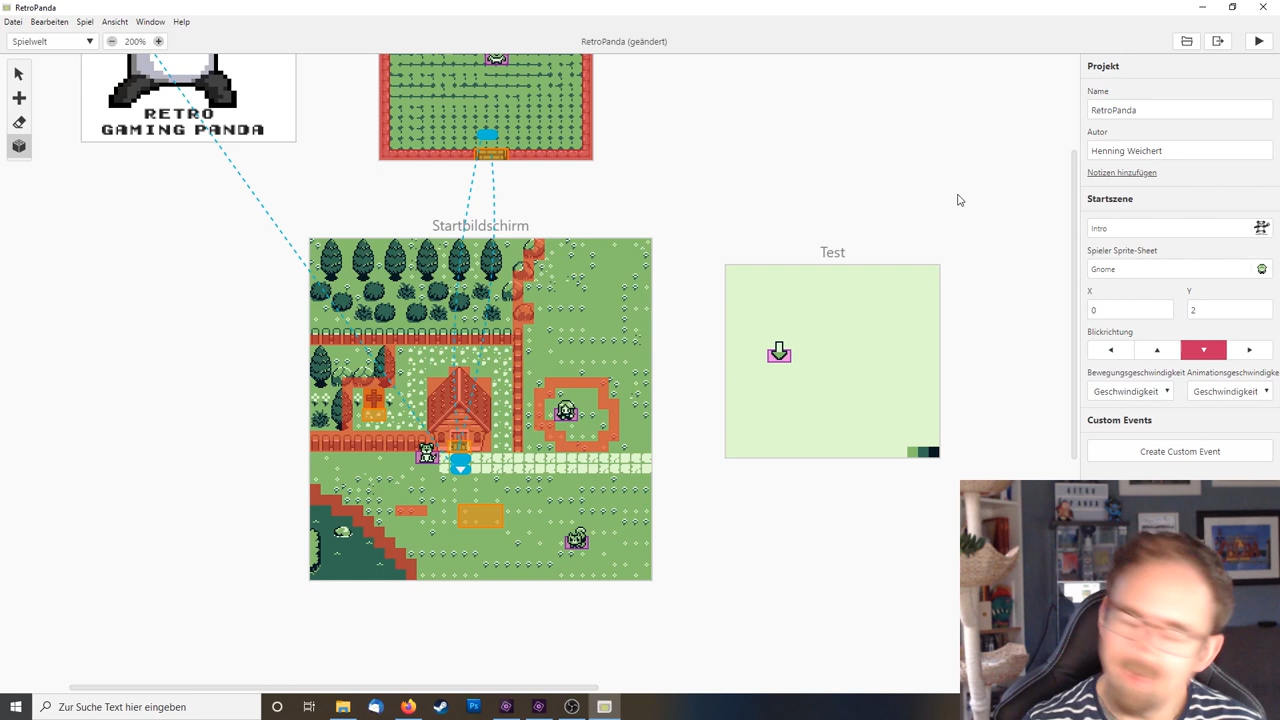 RetroPanda
Datei Bearbeiten Spiel Ansicht Window Help
Spielwelt 200% RetroPanda (geändert)
RETRO
GAMING PANDA
Startbildschirm
Test
Projekt
Name
RetroPanda
Autor
Henning Weichert
Notizen hinzufügen
Startszene
Intro
Spieler Sprite-Sheet
Gnome
X Y
0 2
Blickrichtung
Bewegungsgeschwindigkeit Animationsgeschwindigke
Geschwindigkeit Geschwindigkeit
Custom Events
Create Custom Event
Zur Suche Text hier eingeben
Ps